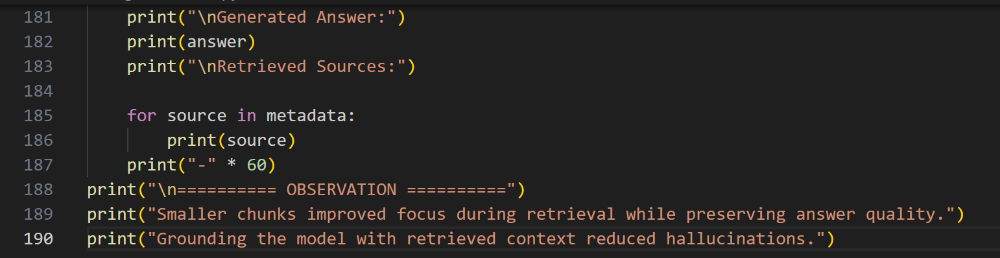 181 print("\nGenerated Answer:")
182 print(answer)
183 print("\nRetrieved Sources:")
184
185 for source in metadata:
186 print(source)
187 print("-" * 60)
188 print("\n========== OBSERVATION ==========")
189 print("Smaller chunks improved focus during retrieval while preserving answer quality.")
190 print("Grounding the model with retrieved context reduced hallucinations.")